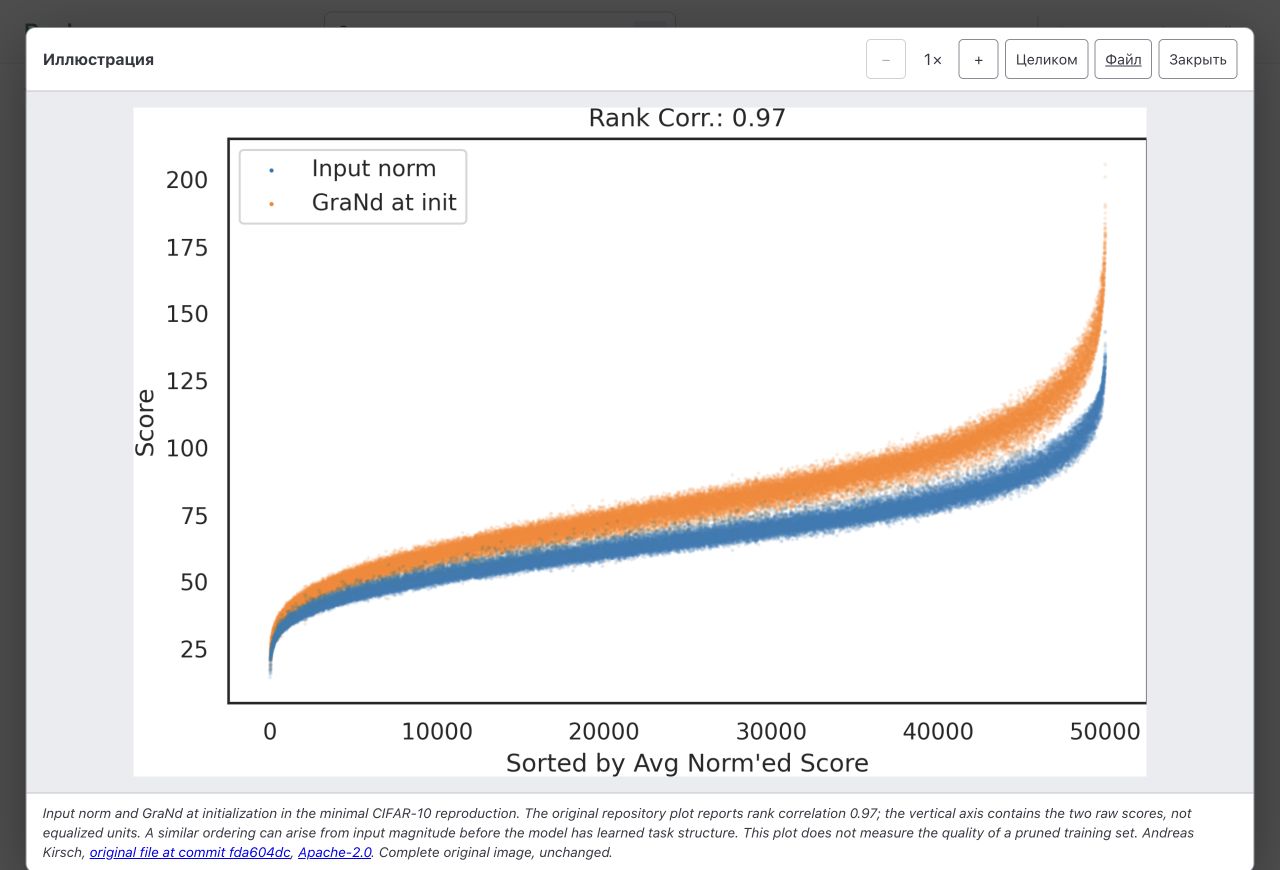 Иллюстрация
−
1×
+
Целиком
Файл
Закрыть
Rank Corr.: 0.97
Input norm
GraNd at init
200
175
150
125
100
75
50
25
Score
0 10000 20000 30000 40000 50000
Sorted by Avg Norm'ed Score
Input norm and GraNd at initialization in the minimal CIFAR-10 reproduction. The original repository plot reports rank correlation 0.97; the vertical axis contains the two raw scores, not
equalized units. A similar ordering can arise from input magnitude before the model has learned task structure. This plot does not measure the quality of a pruned training set. Andreas
Kirsch, original file at commit fda604dc, Apache-2.0. Complete original image, unchanged.